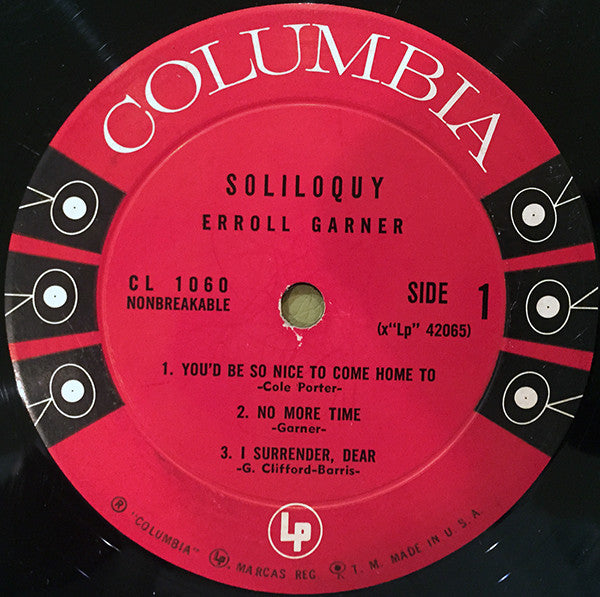 COLUMBIA
SOLILOQUY
ERROLL GARNER
CL 1060
NONBREAKABLE
SIDE 1
(x"Lp" 42065)
1. YOU'D BE SO NICE TO COME HOME TO
-Cole Porter-
2. NO MORE TIME
-Garner-
3. I SURRENDER, DEAR
-G. Clifford-Barris-
Lp
® "COLUMBIA" Lp, MARCAS REG. T. M. MADE IN U. S. A.